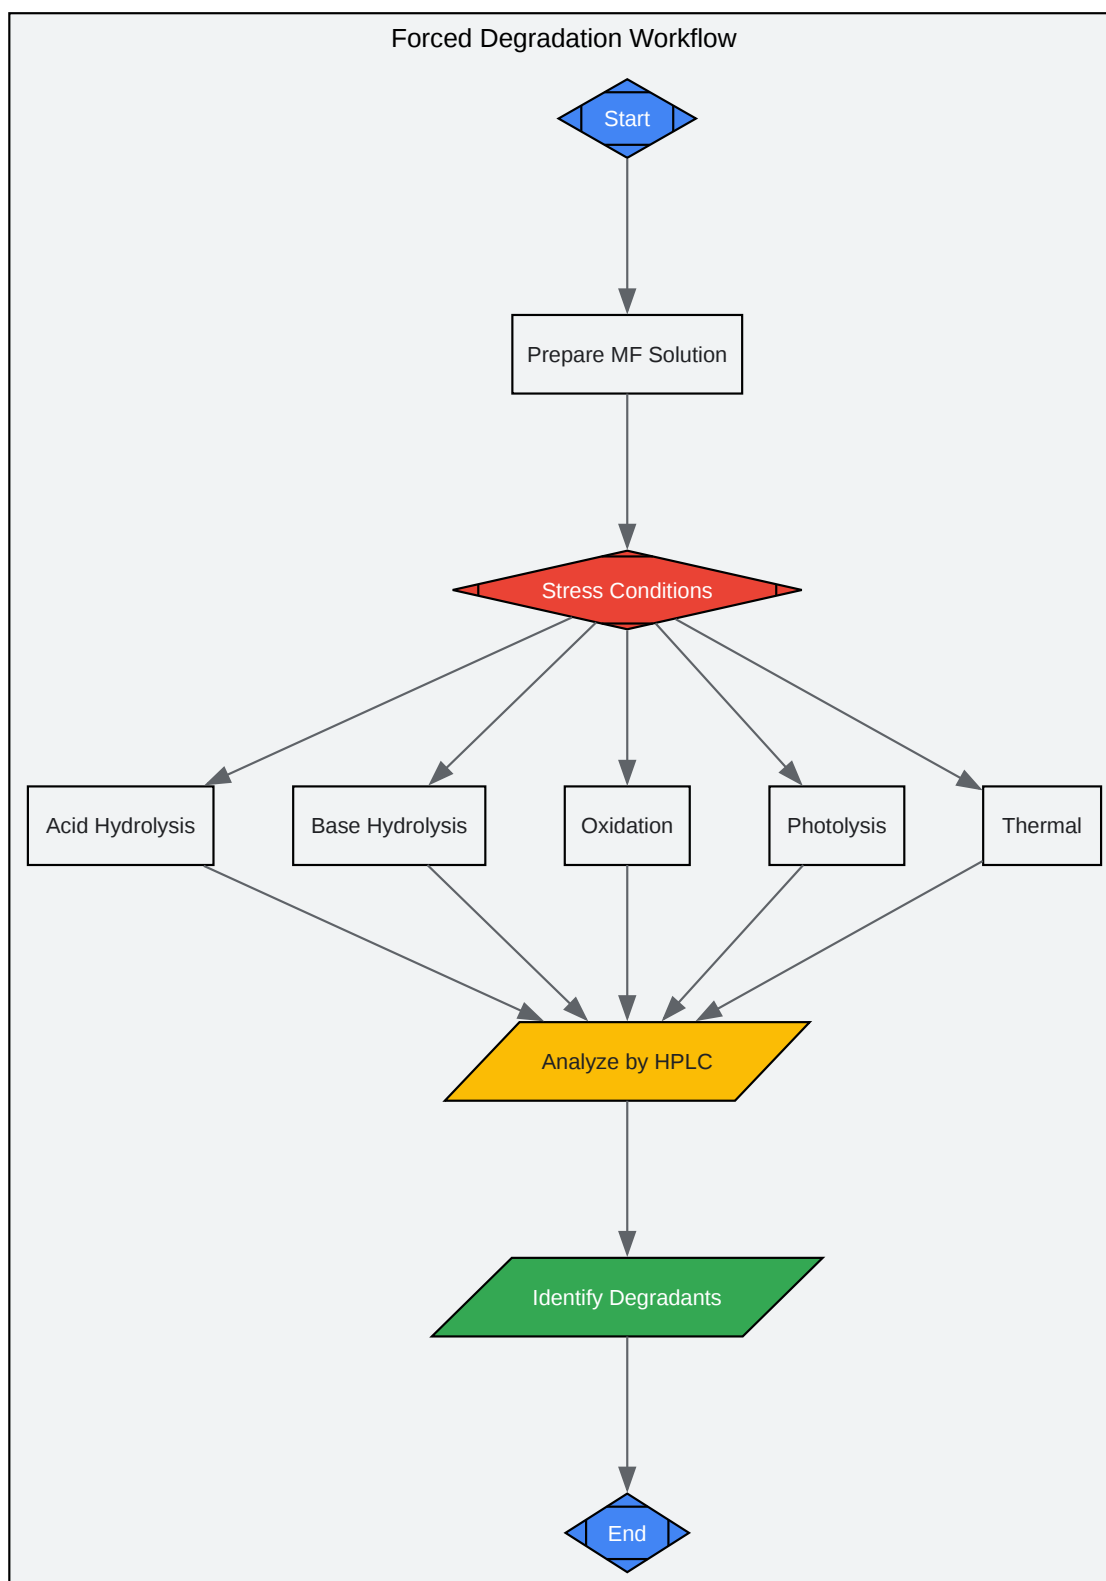 Forced Degradation Workflow
Start
Prepare MF Solution
Stress Conditions
Acid Hydrolysis
Base Hydrolysis
Oxidation
Photolysis
Thermal
Analyze by HPLC
Identify Degradants
End